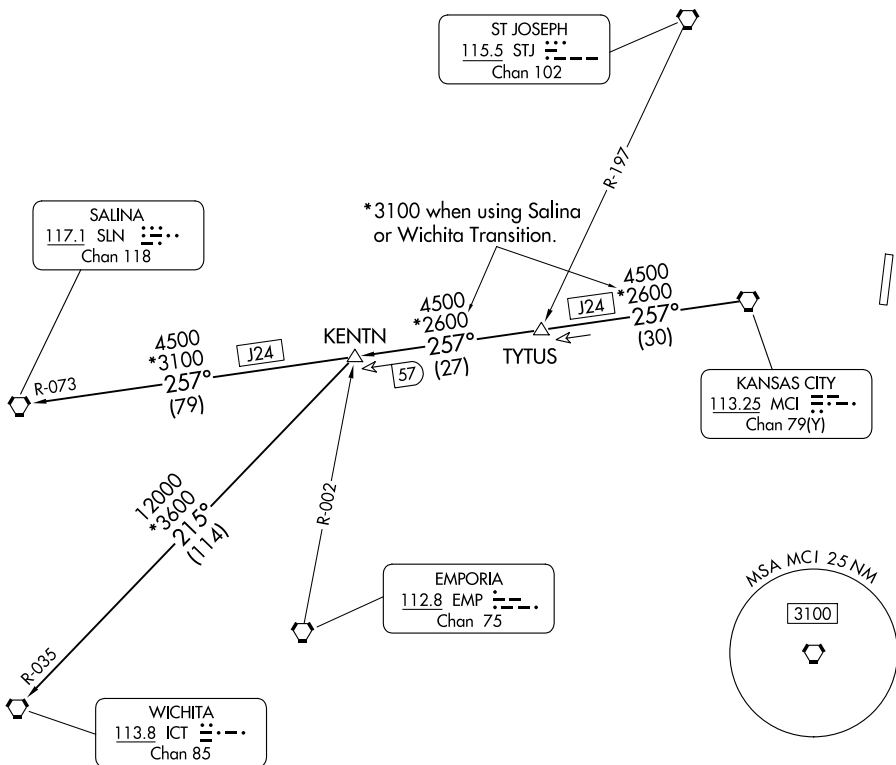 ST JOSEPH
115.5 STJ
Chan 102
R-197
SALINA
117.1 SLN
Chan 118
*3100 when using Salina
or Wichita Transition.
4500
*2600
257°
(30)
J24
4500
*2600
257°
(27)
KENTN
TYTUS
57
4500
*3100
257°
(79)
J24
R-073
KANSAS CITY
113.25 MCI
Chan 79(Y)
12000
*3600
215°
(114)
R-002
EMPORIA
112.8 EMP
Chan 75
MSA MCI 25 NM
3100
R-035
WICHITA
113.8 ICT
Chan 85